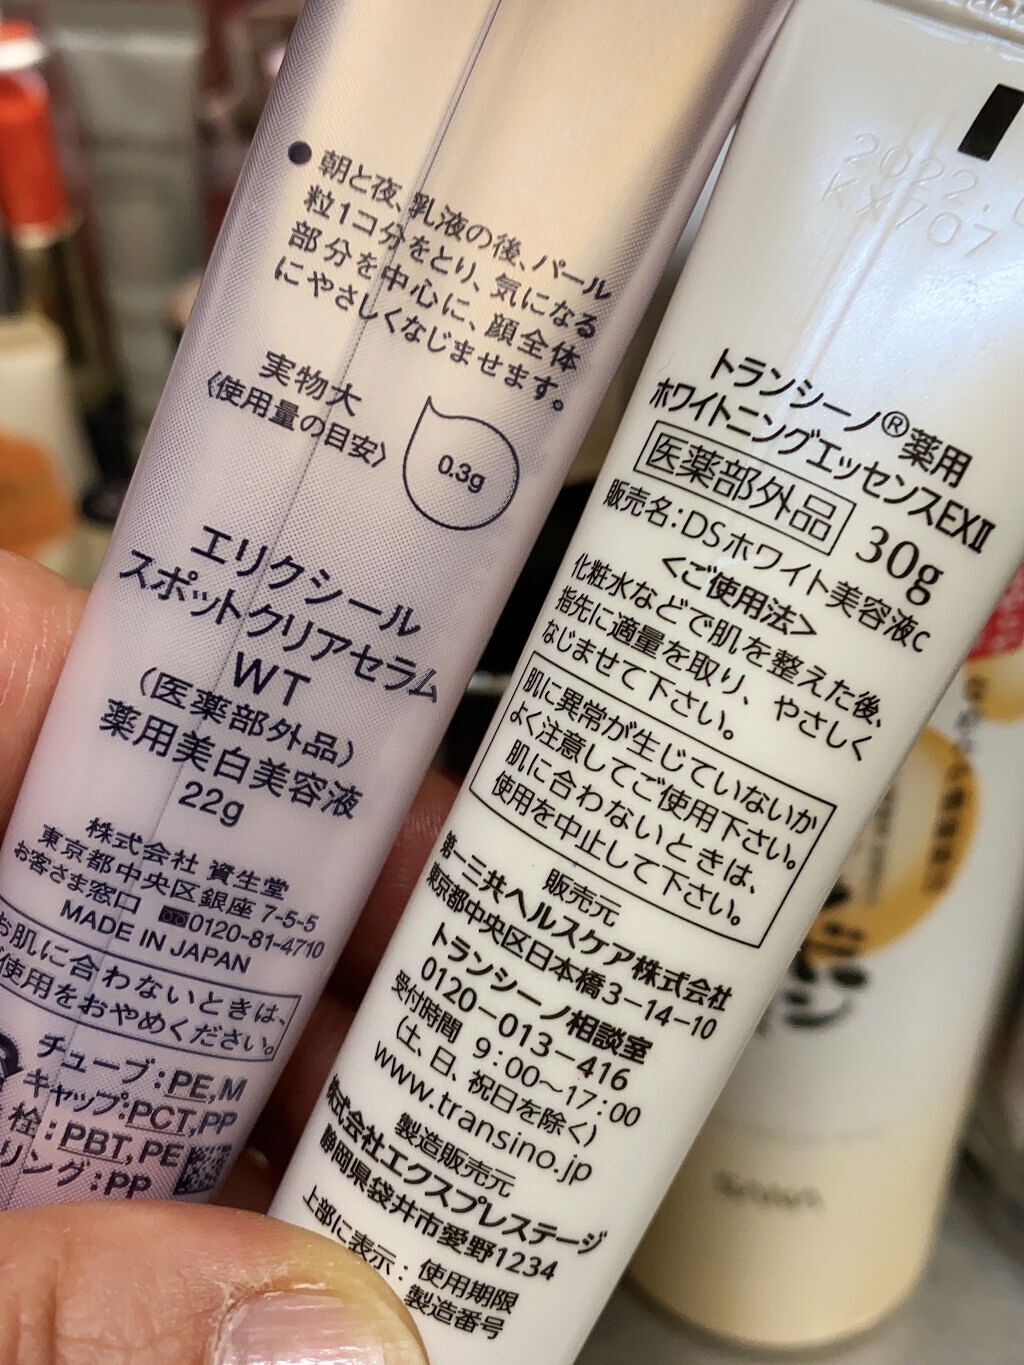 ●朝と夜、乳液の後、パール
粒1コ分をとり、気になる
部分を中心に、顔全体
にやさしくなじませます。
実物大
〈使用量の目安〉
0.3g
エリクシール
スポットクリアセラム
WT
(医薬部外品)
薬用美白美容液
22g
株式会社 資生堂
東京都中央区銀座 7-5-5
お客さま窓口 0120-81-4710
MADE IN JAPAN
お肌に合わないときは、
使用をおやめください。
チューブ:PE,M
キャップ:PCT,PP
栓:PBT,PE
リング:PP
2022.
KX707
トランシーノ®薬用
ホワイトニングエッセンスEXⅡ
医薬部外品 30g
販売名:DSホワイト美容液C
<ご使用法>
化粧水などで肌を整えた後、
指先に適量を取り、やさしく
なじませて下さい。
肌に異常が生じていないか
よく注意してご使用下さい。
肌に合わないときは、
使用を中止して下さい。
販売元
第一三共ヘルスケア株式会社
東京都中央区日本橋3-14-10
トランシーノ相談室
0120-013-416
受付時間 9:00~17:00
(土、日、祝日を除く)
www.transino.jp
製造販売元
株式会社エクスプレステージ
静岡県袋井市愛野1234
上部に表示:使用期限
製造番号